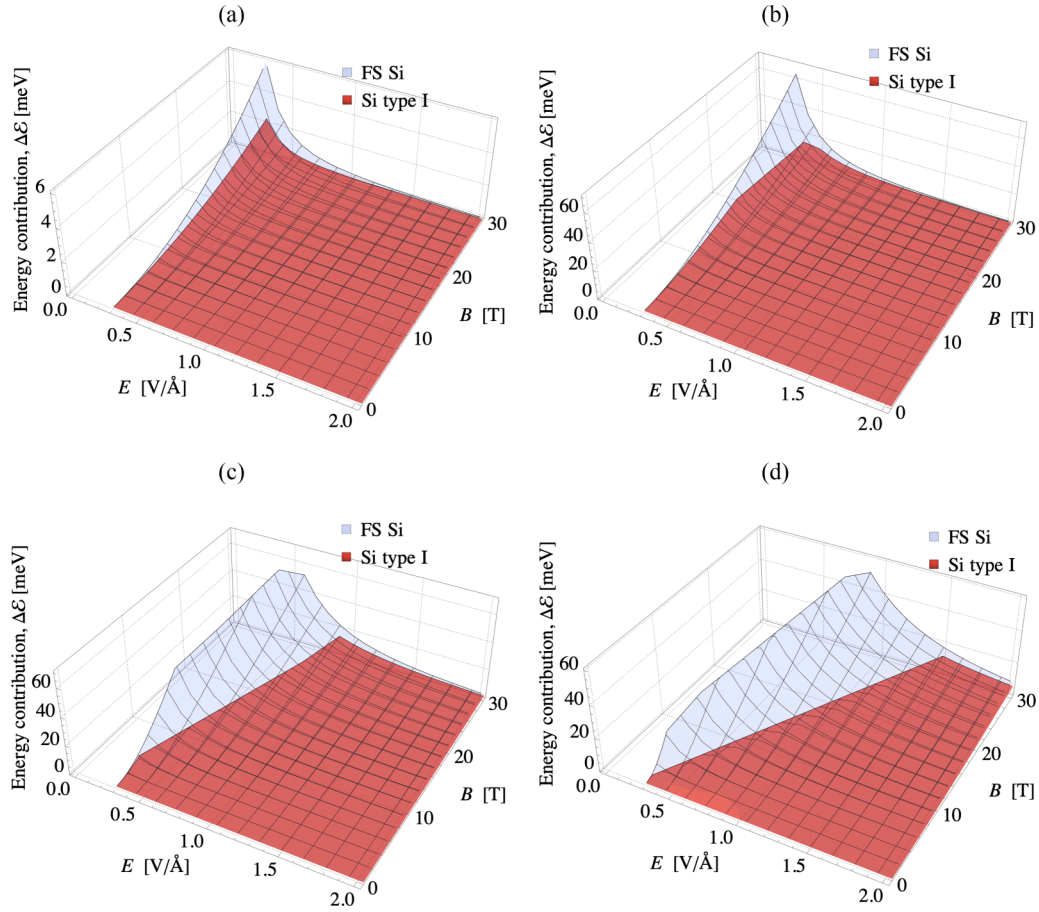 (a)
FS Si
Si type I
Energy contribution, Δℰ [meV]
6
4
2
0
0.0
0.5
1.0
1.5
2.0
E [V/Å]
0
10
20
30
B [T]
(b)
FS Si
Si type I
Energy contribution, Δℰ [meV]
60
40
20
0
0.0
0.5
1.0
1.5
2.0
E [V/Å]
0
10
20
30
B [T]
(c)
FS Si
Si type I
Energy contribution, Δℰ [meV]
60
40
20
0
0.0
0.5
1.0
1.5
2.0
E [V/Å]
0
10
20
30
B [T]
(d)
FS Si
Si type I
Energy contribution, Δℰ [meV]
60
40
20
0
0.0
0.5
1.0
1.5
2.0
E [V/Å]
0
10
20
30
B [T]